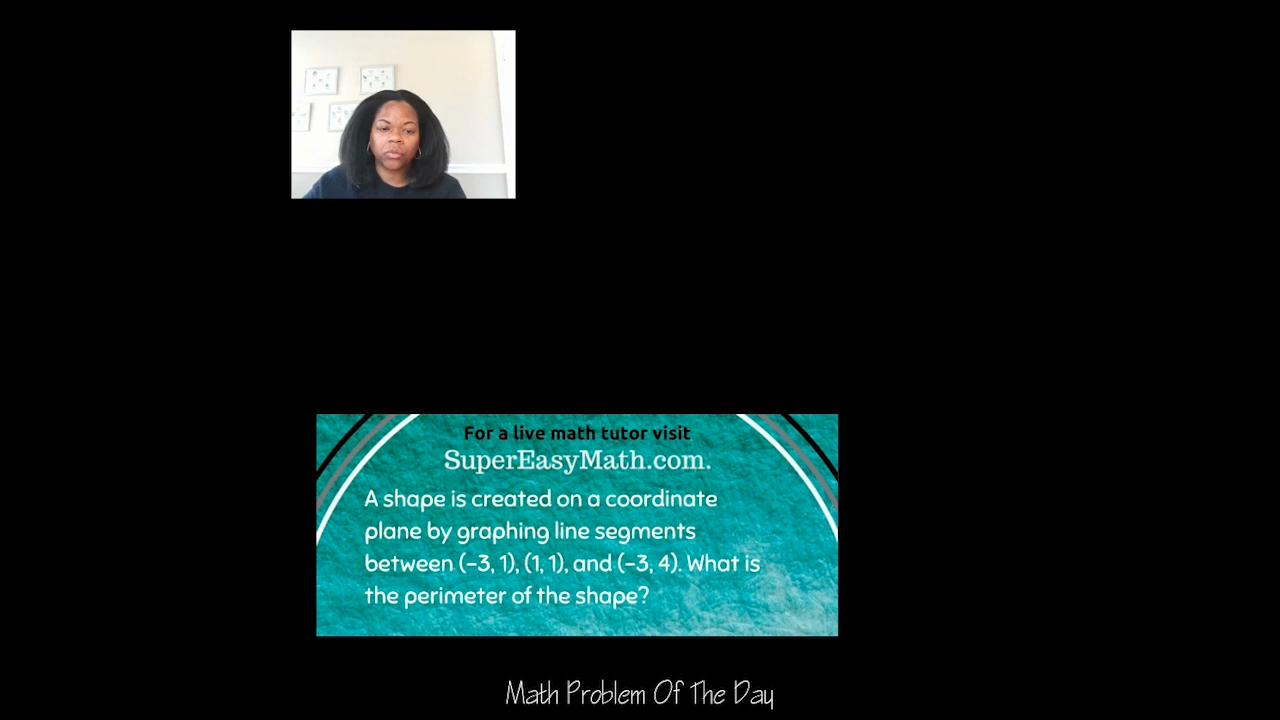 For a live math tutor visit
SuperEasyMath.com.
A shape is created on a coordinate
plane by graphing line segments
between (-3, 1), (1, 1), and (-3, 4). What is
the perimeter of the shape?
Math Problem Of The Day